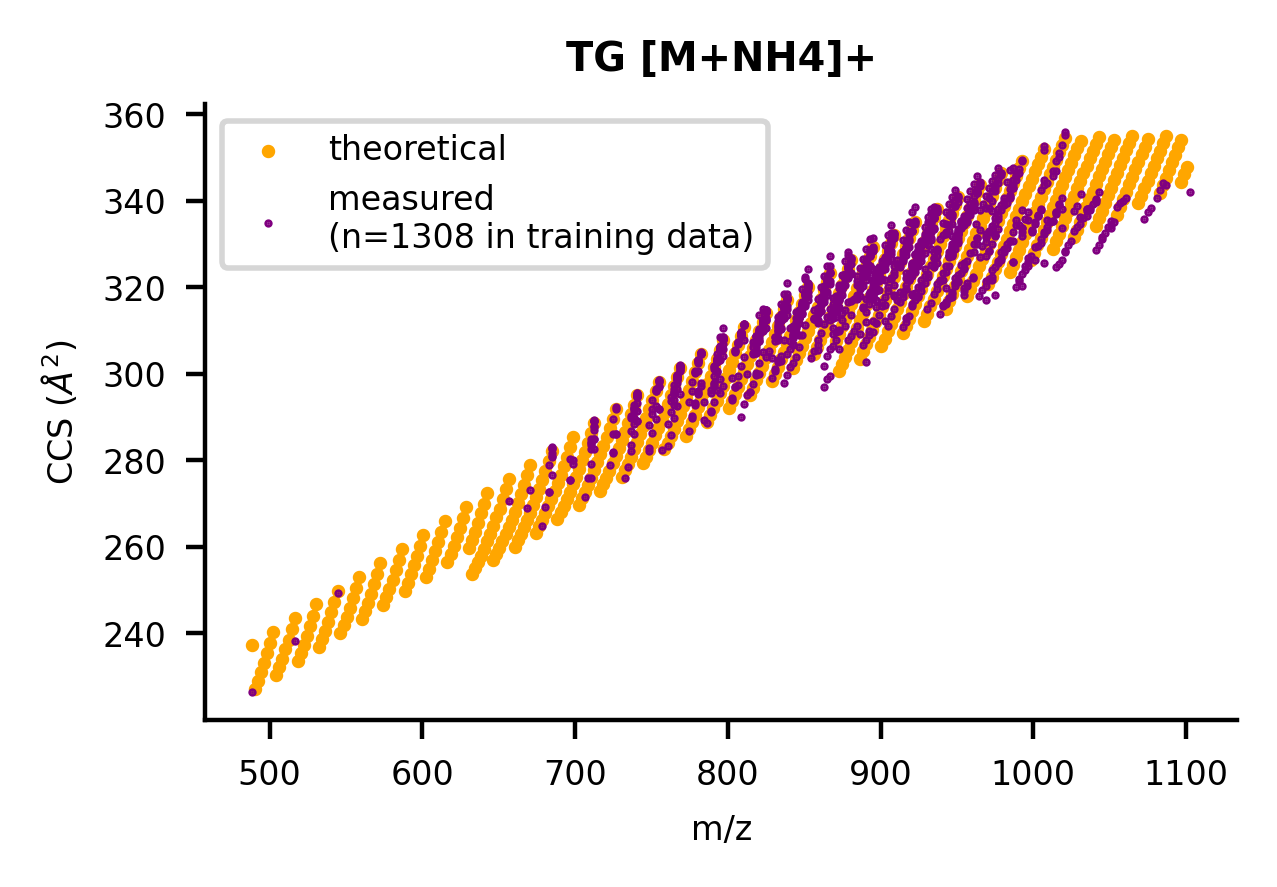 TG [M+NH4]+
theoretical
measured
(n=1308 in training data)
CCS (Å²)
360
340
320
300
280
260
240
500 600 700 800 900 1000 1100
m/z